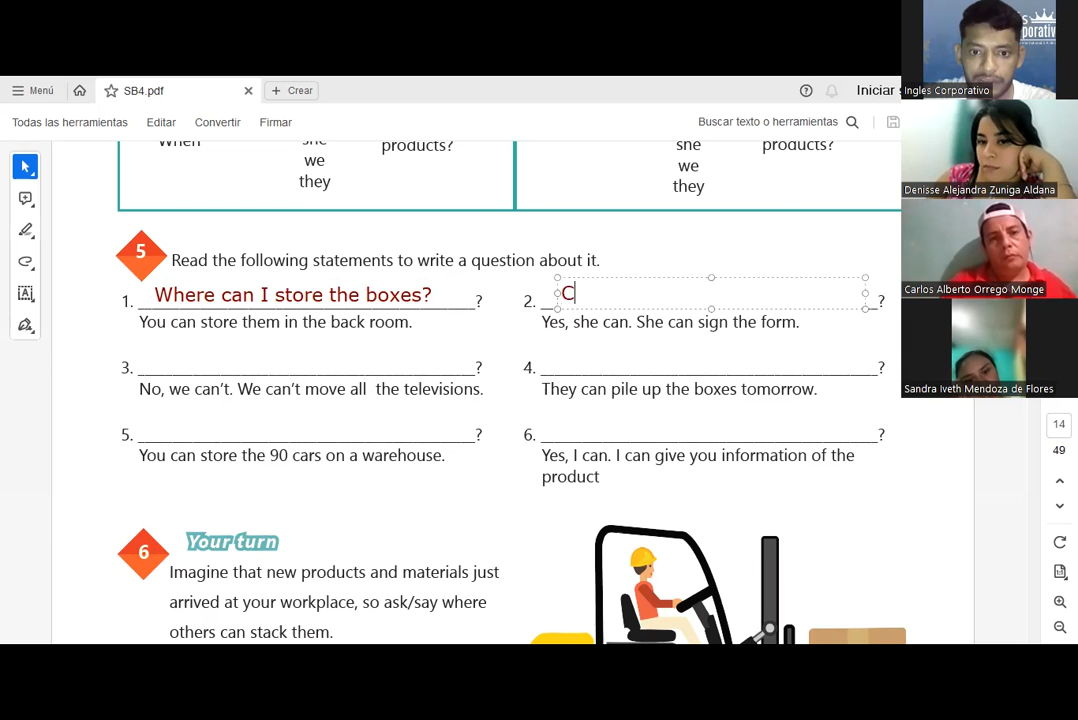 Menú
SB4.pdf
Crear
Iniciar
Todas las herramientas
Editar
Convertir
Firmar
Buscar texto o herramientas
products?
we
they
she
we
they
products?
5
Read the following statements to write a question about it.
1. Where can I store the boxes? ?
You can store them in the back room.
2. C ?
Yes, she can. She can sign the form.
3. ?
No, we can't. We can't move all the televisions.
4. ?
They can pile up the boxes tomorrow.
5. ?
You can store the 90 cars on a warehouse.
6. ?
Yes, I can. I can give you information of the
product
6
Your turn
Imagine that new products and materials just
arrived at your workplace, so ask/say where
others can stack them.
Ingles Corporativo
Denisse Alejandra Zuniga Aldana
Carlos Alberto Orrego Monge
Sandra Iveth Mendoza de Flores
14
49